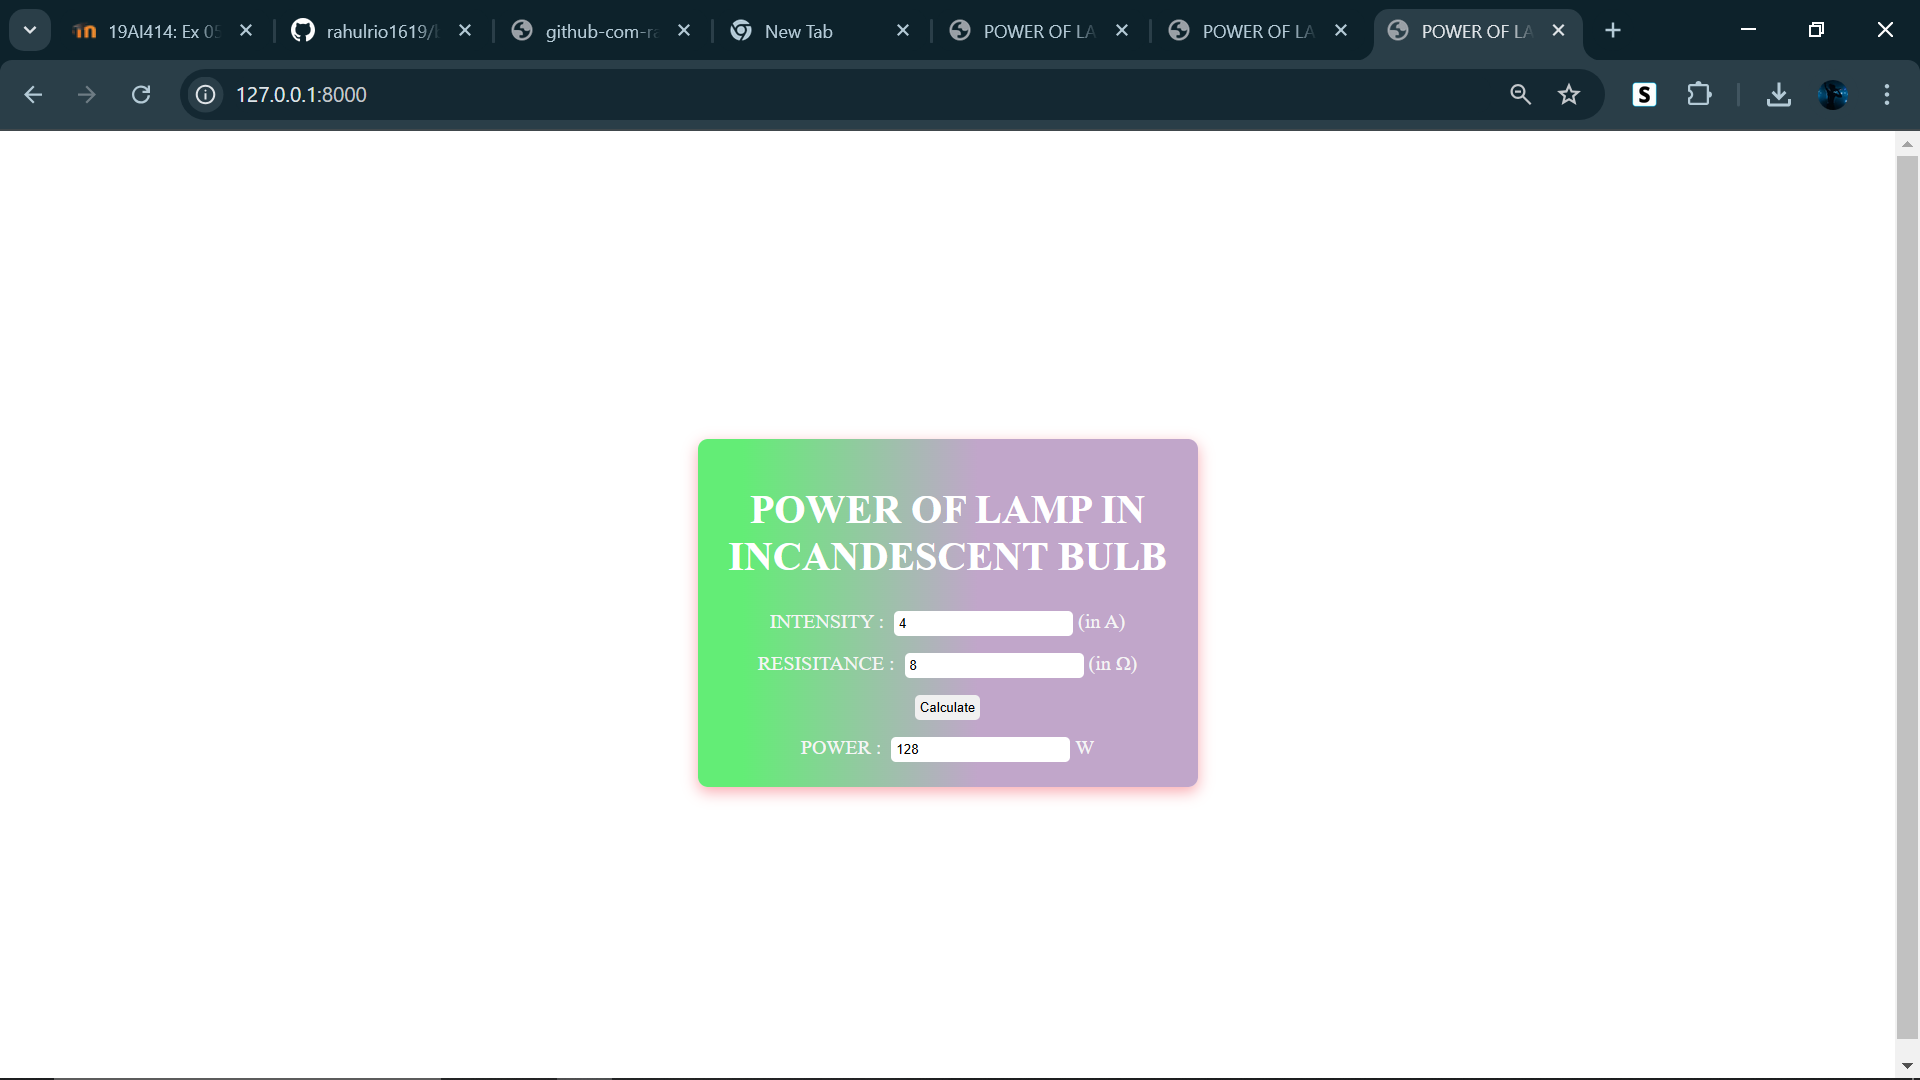 19AI414: Ex 05
rahulrio1619/
github-com-ra
New Tab
POWER OF LA
POWER OF LA
POWER OF LA
127.0.0.1:8000
S
POWER OF LAMP IN
INCANDESCENT BULB
INTENSITY : 4 (in A)
RESISITANCE : 8 (in Ω)
Calculate
POWER : 128 W